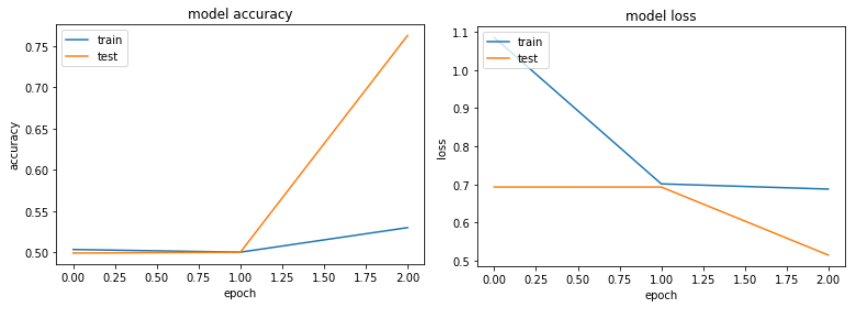 model accuracy
train
test
0.75
0.70
0.65
0.60
0.55
0.50
accuracy
0.00 0.25 0.50 0.75 1.00 1.25 1.50 1.75 2.00
epoch
model loss
train
test
1.1
1.0
0.9
0.8
0.7
0.6
0.5
loss
0.00 0.25 0.50 0.75 1.00 1.25 1.50 1.75 2.00
epoch